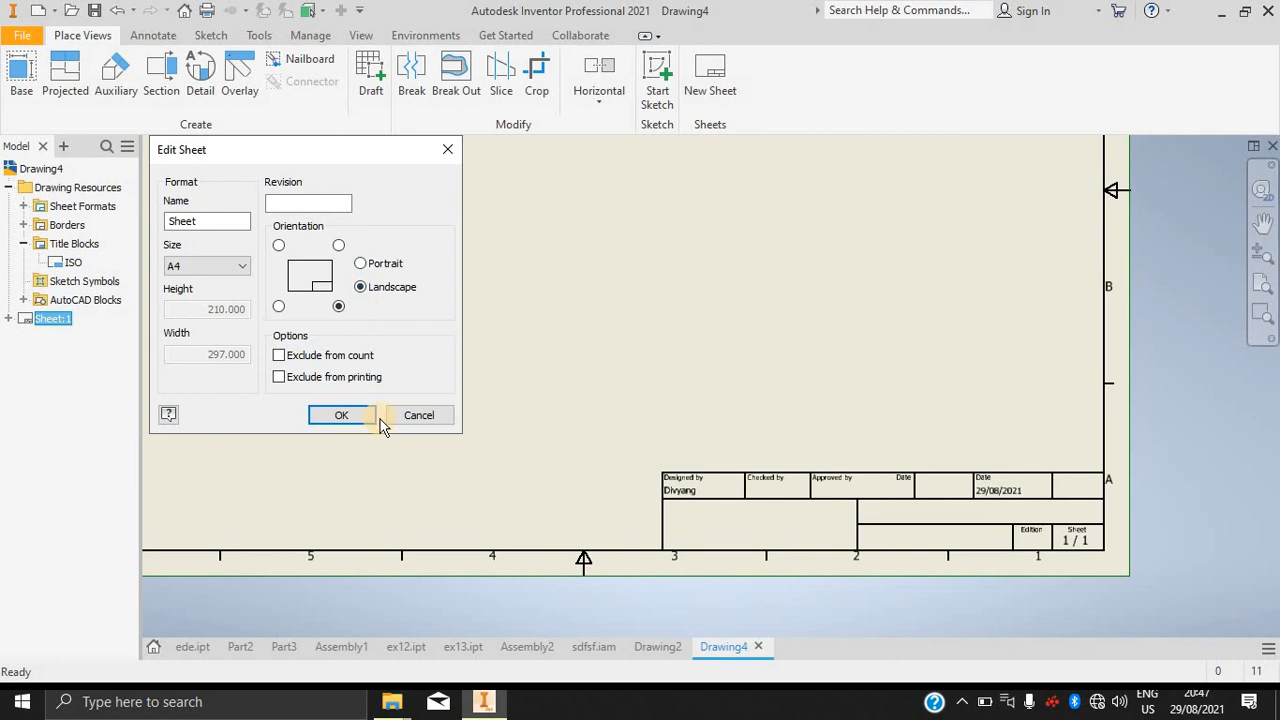 Autodesk Inventor Professional 2021 Drawing4
Search Help & Commands...
Sign In
File
Place Views
Annotate
Sketch
Tools
Manage
View
Environments
Get Started
Collaborate
Base
Projected
Auxiliary
Section
Detail
Overlay
Nailboard
Connector
Draft
Break
Break Out
Slice
Crop
Horizontal
Start
Sketch
New Sheet
Create
Modify
Sketch
Sheets
Model
Drawing4
Drawing Resources
Sheet Formats
Borders
Title Blocks
ISO
Sketch Symbols
AutoCAD Blocks
Sheet:1
Edit Sheet
Format
Name
Sheet
Size
A4
Height
210.000
Width
297.000
Revision
Orientation
Portrait
Landscape
Options
Exclude from count
Exclude from printing
OK
Cancel
B
A
Designed by
Divyang
Checked by
Approved by
Date
Date
29/08/2021
Edition
Sheet
1 / 1
5 4 3 2 1
ede.ipt
Part2
Part3
Assembly1
ex12.ipt
ex13.ipt
Assembly2
sdfsf.iam
Drawing2
Drawing4
Ready
0 11
Type here to search
ENG
US
20:47
29/08/2021